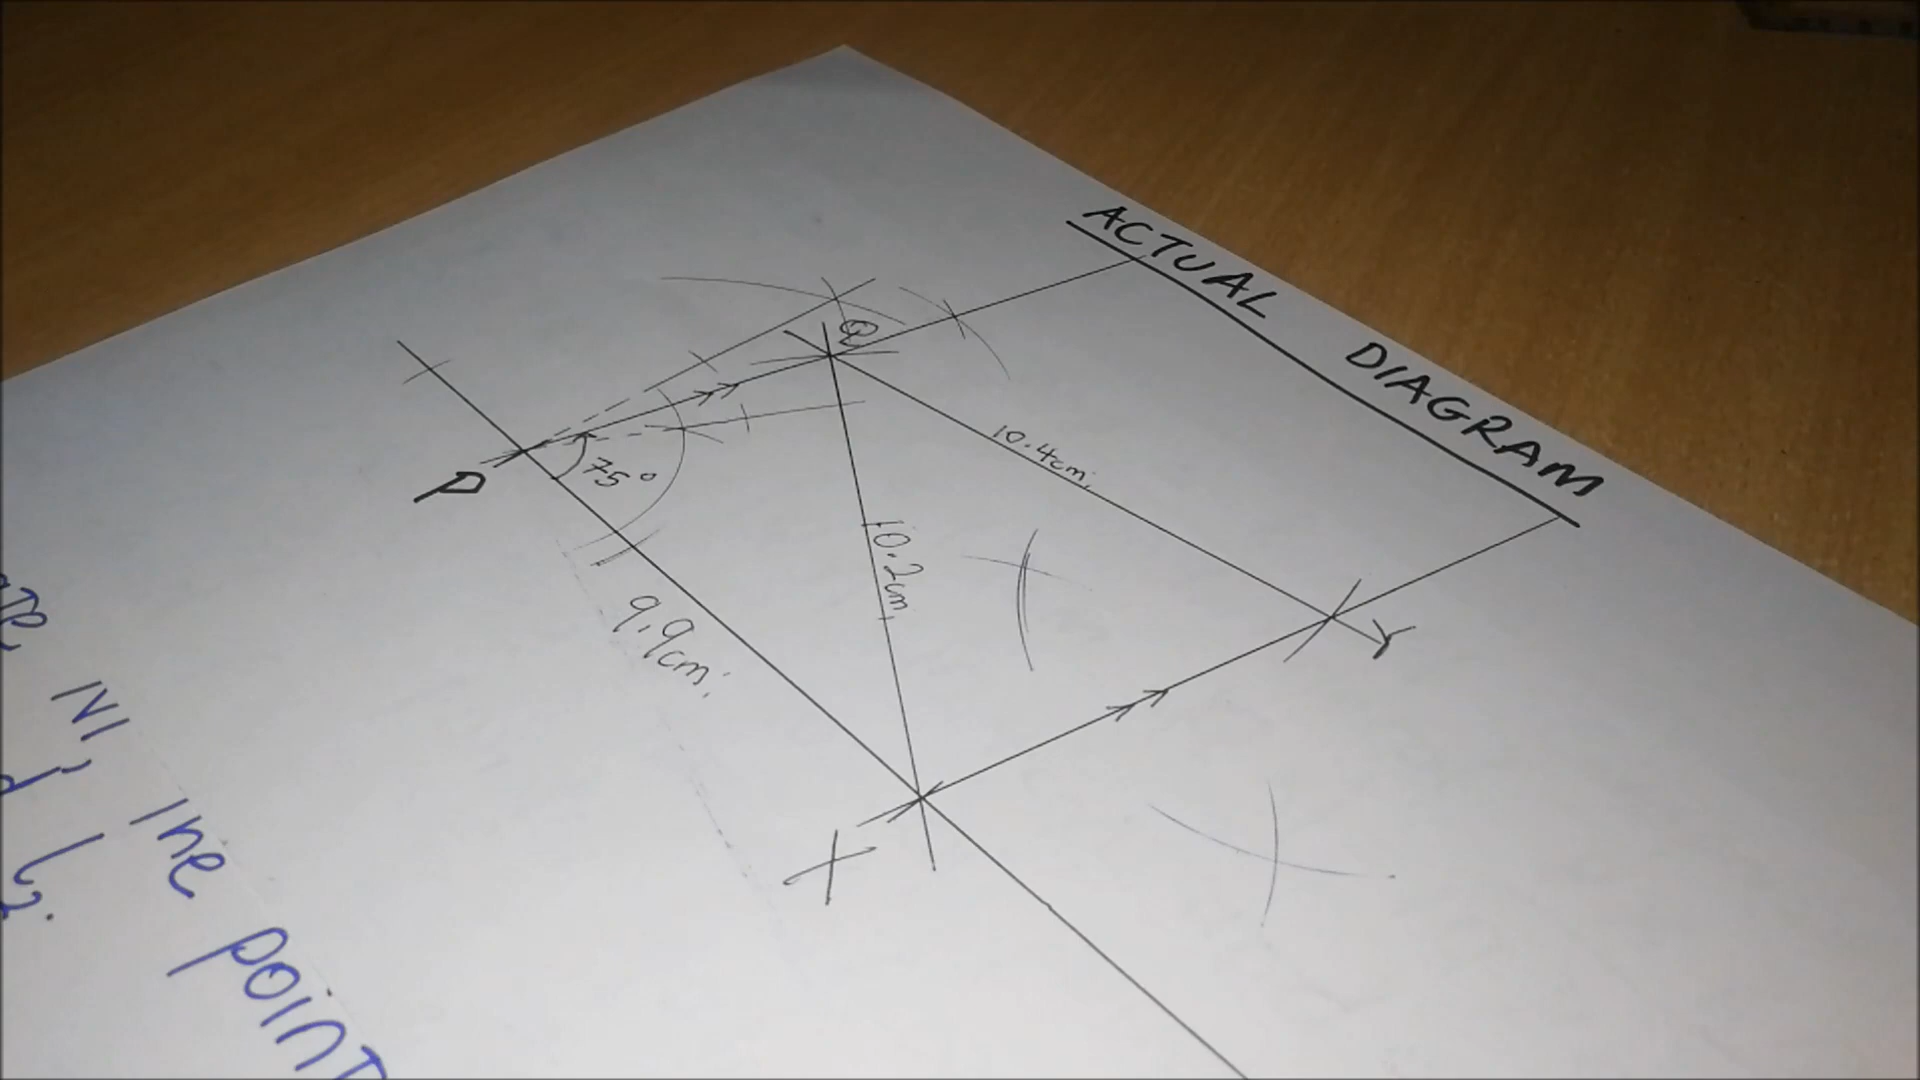 ACTUAL DIAGRAM
Q
P
75°
10.4cm
10.2cm
9.9cm
Y
X
N; the
point